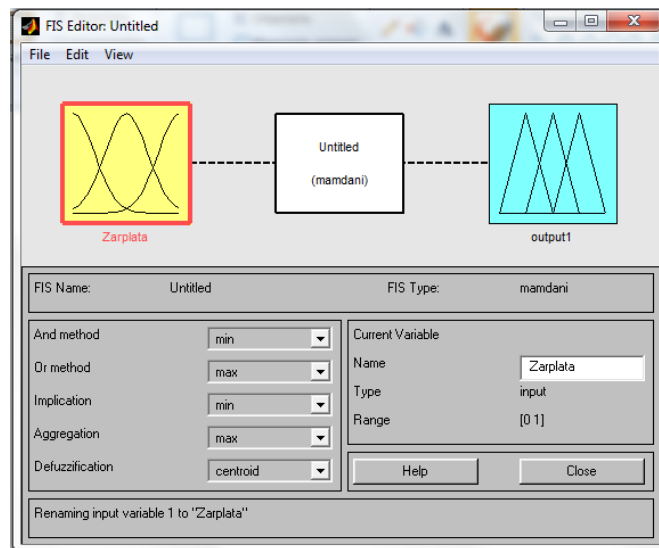 FIS Editor: Untitled
File Edit View
Untitled
(mamdani)
Zarplata
output1
FIS Name: Untitled FIS Type: mamdani
And method min
Or method max
Implication min
Aggregation max
Defuzzification centroid
Current Variable
Name Zarplata
Type input
Range [0 1]
Help Close
Renaming input variable 1 to "Zarplata"